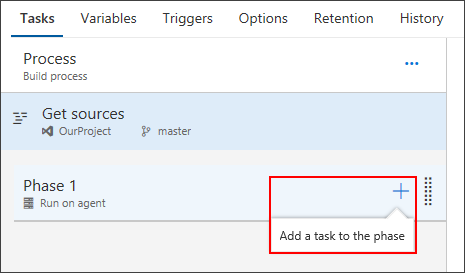 Tasks Variables Triggers Options Retention History
Process
Build process
Get sources
OurProject master
Phase 1
Run on agent
Add a task to the phase